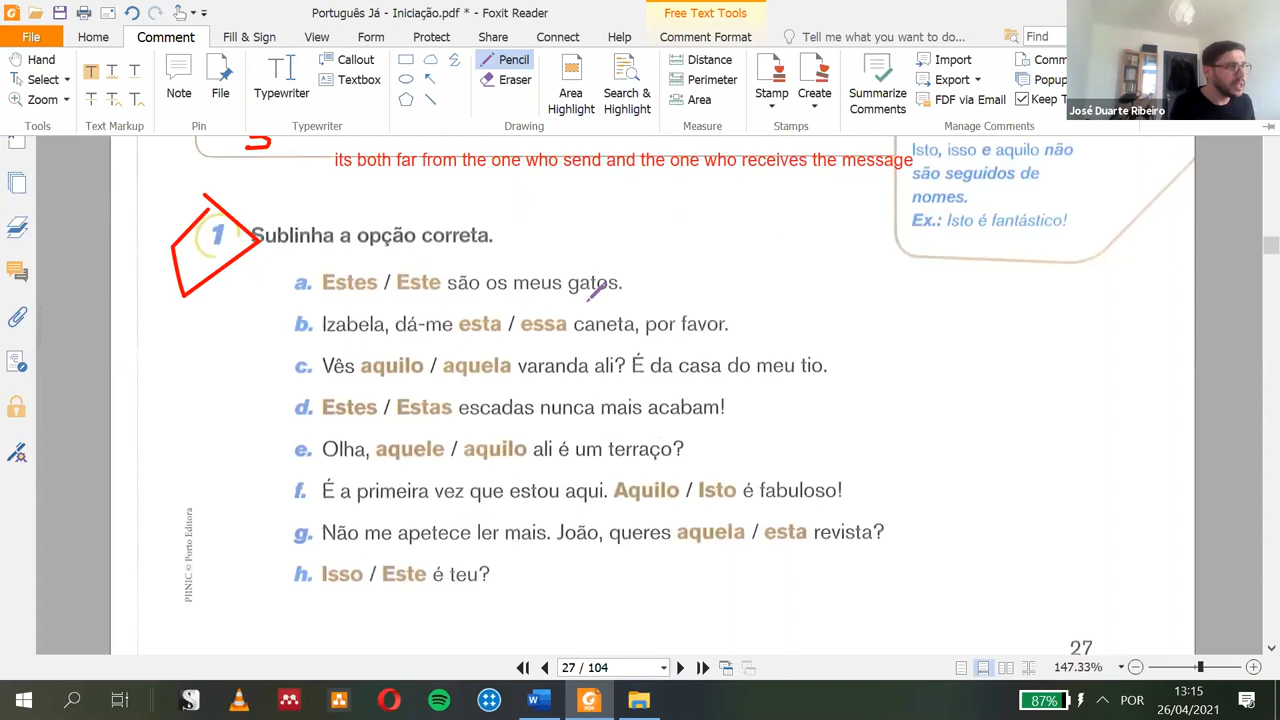 Português Já - Iniciação.pdf * - Foxit Reader
Free Text Tools
File
Home
Comment
Fill & Sign
View
Form
Protect
Share
Connect
Help
Comment Format
Tell me what you want to do...
Find
Hand
Select
Zoom
Tools
Text Markup
Note
File
Pin
Typewriter
Callout
Textbox
Typewriter
Pencil
Eraser
Drawing
Area Highlight
Search & Highlight
Distance
Perimeter
Area
Measure
Stamp
Create
Stamps
Summarize Comments
Import
Export
FDF via Email
Manage Comments
Popup
Keep
José Duarte Ribeiro
its both far from the one who send and the one who receives the message
Isto, isso e aquilo não
são seguidos de
nomes.
Ex.: Isto é fantástico!
1 Sublinha a opção correta.
a. Estes / Este são os meus gatos.
b. Izabela, dá-me esta / essa caneta, por favor.
c. Vês aquilo / aquela varanda ali? É da casa do meu tio.
d. Estes / Estas escadas nunca mais acabam!
e. Olha, aquele / aquilo ali é um terraço?
f. É a primeira vez que estou aqui. Aquilo / Isto é fabuloso!
g. Não me apetece ler mais. João, queres aquela / esta revista?
h. Isso / Este é teu?
PIINIC © Porto Editora
27
27 / 104
147.33%
87%
POR
13:15
26/04/2021